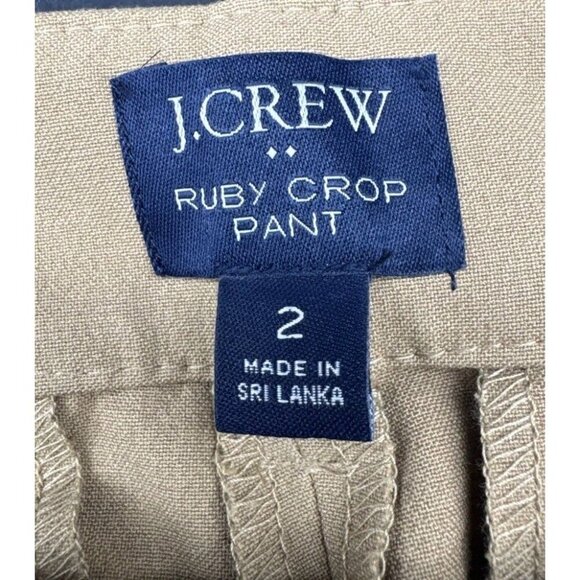 J.CREW
RUBY CROP
PANT
2
MADE IN
SRI LANKA